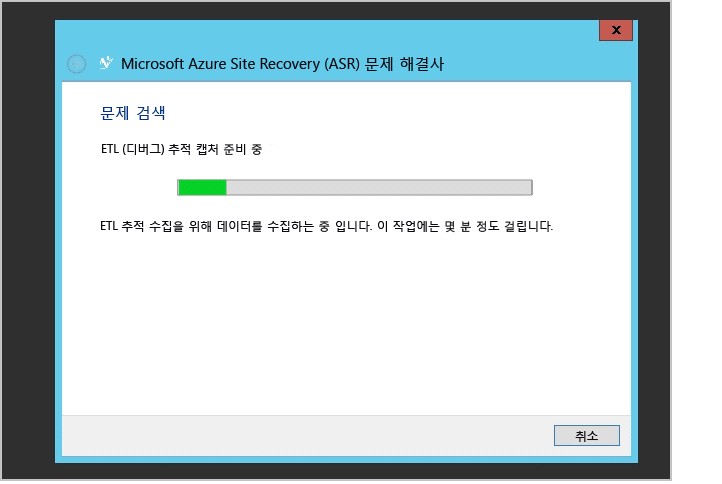 x
Microsoft Azure Site Recovery (ASR) 문제 해결사
문제 검색
ETL (디버그) 추적 캡처 준비 중
ETL 추적 수집을 위해 데이터를 수집하는 중 입니다. 이 작업에는 몇 분 정도 걸립니다.
취소